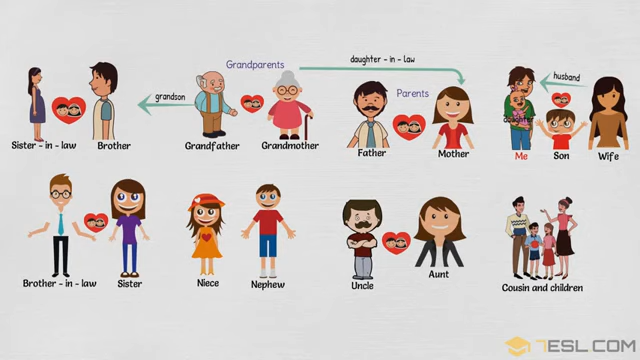 Grandparents
daughter - in - law
grandson
Parents
husband
daughter
Sister - in - law
Brother
Grandfather
Grandmother
Father
Mother
Me
Son
Wife
Brother - in - law
Sister
Niece
Nephew
Uncle
Aunt
Cousin and children
7ESL.COM